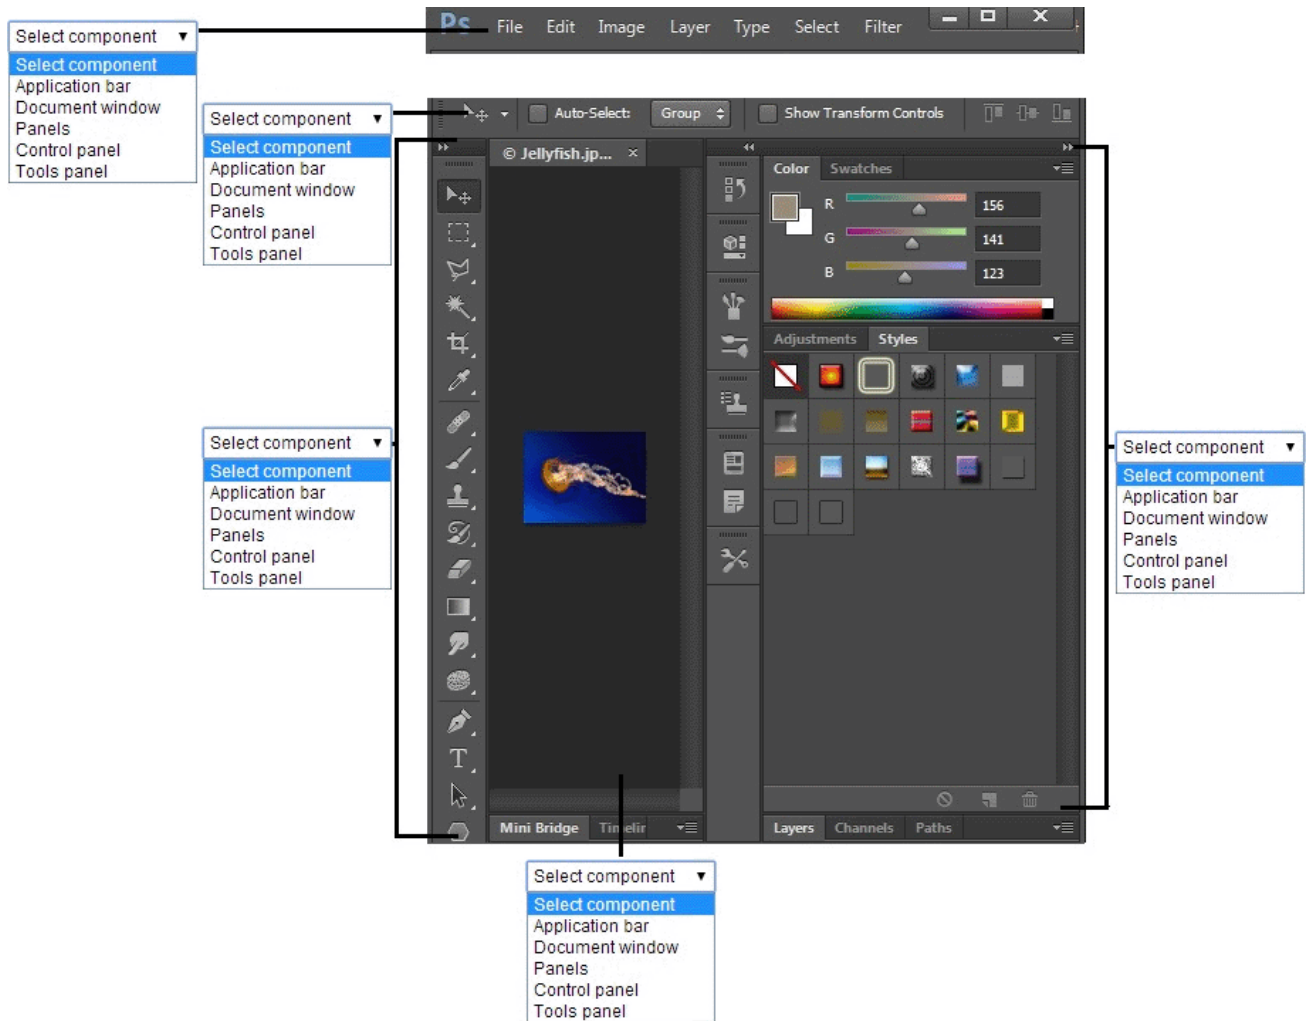 Select component
Select component
Application bar
Document window
Panels
Control panel
Tools panel
Ps File Edit Image Layer Type Select Filter
Select component
Select component
Application bar
Document window
Panels
Control panel
Tools panel
Auto-Select: Group Show Transform Controls
© Jellyfish.jp... ×
Color Swatches
R 156
G 141
B 123
Adjustments Styles
Select component
Select component
Application bar
Document window
Panels
Control panel
Tools panel
Select component
Select component
Application bar
Document window
Panels
Control panel
Tools panel
T
Mini Bridge Timelir
Layers Channels Paths
Select component
Select component
Application bar
Document window
Panels
Control panel
Tools panel